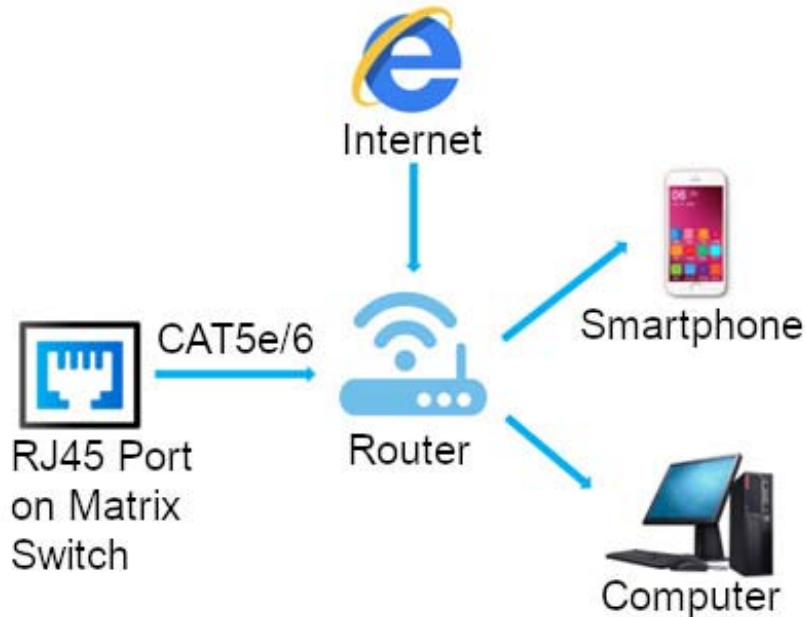 Internet
Smartphone
CAT5e/6
RJ45 Port
on Matrix
Switch
Router
Computer